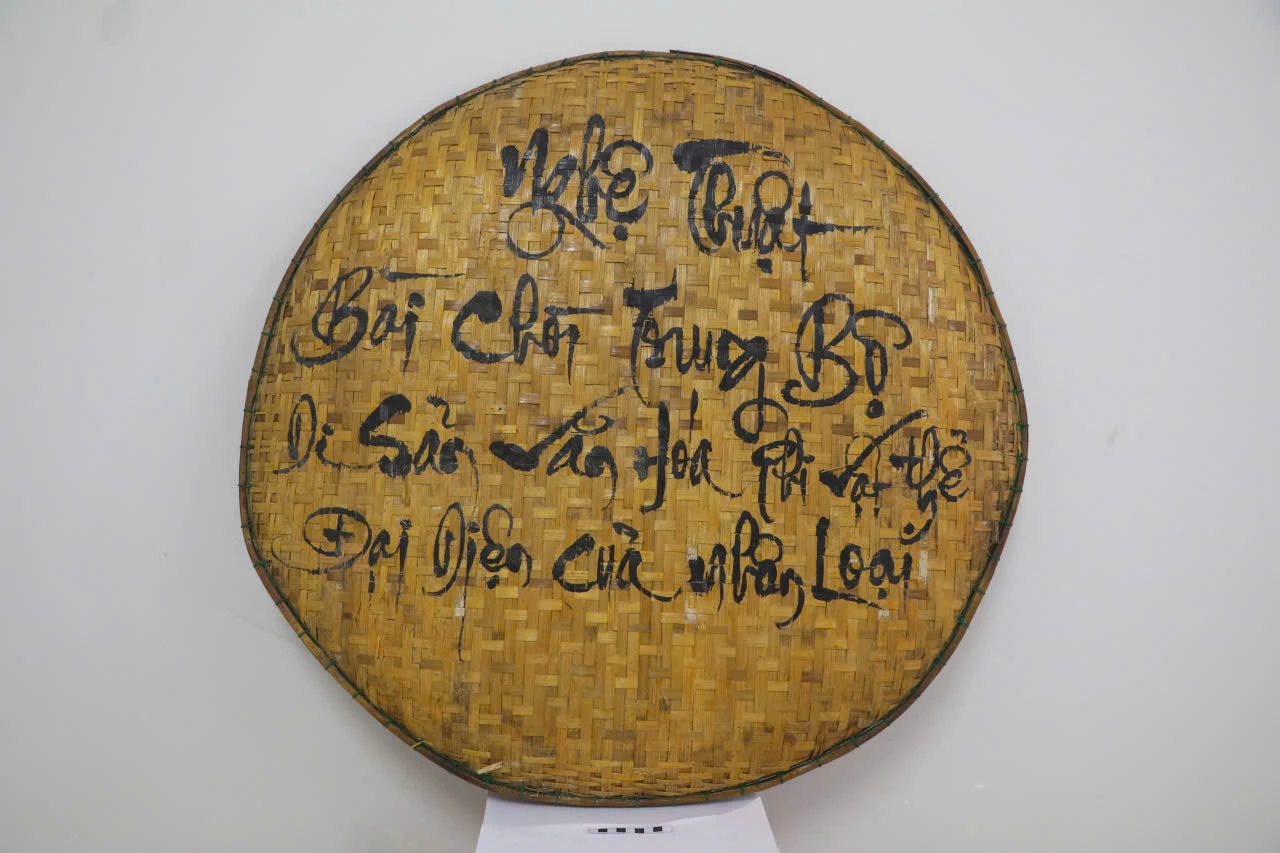 Nghệ Thuật
Bài Chòi Trung Bộ
Di Sản Văn Hóa Phi Vật thể
Đại Diện Của nhân Loại